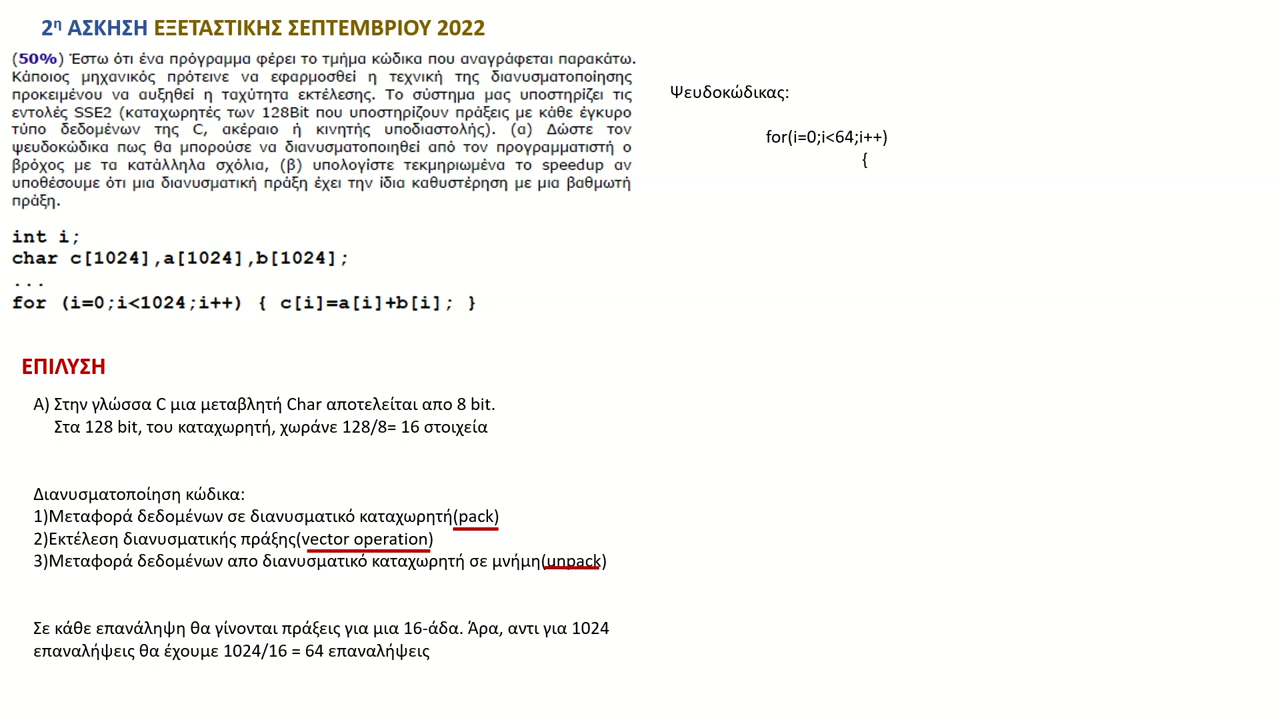 2η ΑΣΚΗΣΗ ΕΞΕΤΑΣΤΙΚΗΣ ΣΕΠΤΕΜΒΡΙΟΥ 2022
(50%) Έστω ότι ένα πρόγραμμα φέρει το τμήμα κώδικα που αναγράφεται παρακάτω.
Κάποιος μηχανικός πρότεινε να εφαρμοσθεί η τεχνική της διανυσματοποίησης
προκειμένου να αυξηθεί η ταχύτητα εκτέλεσης. Το σύστημα μας υποστηρίζει τις
εντολές SSE2 (καταχωρητές των 128Bit που υποστηρίζουν πράξεις με κάθε έγκυρο
τύπο δεδομένων της C, ακέραιο ή κινητής υποδιαστολής). (α) Δώστε τον
ψευδοκώδικα πως θα μπορούσε να διανυσματοποιηθεί από τον προγραμματιστή ο
βρόχος με τα κατάλληλα σχόλια, (β) υπολογίστε τεκμηριωμένα το speedup αν
υποθέσουμε ότι μια διανυσματική πράξη έχει την ίδια καθυστέρηση με μια βαθμωτή
πράξη.
int i;
char c[1024],a[1024],b[1024];
...
for (i=0;i<1024;i++) { c[i]=a[i]+b[i]; }
ΕΠΙΛΥΣΗ
Α) Στην γλώσσα C μια μεταβλητή Char αποτελείται απο 8 bit.
Στα 128 bit, του καταχωρητή, χωράνε 128/8= 16 στοιχεία
Διανυσματοποίηση κώδικα:
1)Μεταφορά δεδομένων σε διανυσματικό καταχωρητή(pack)
2)Εκτέλεση διανυσματικής πράξης(vector operation)
3)Μεταφορά δεδομένων απο διανυσματικό καταχωρητή σε μνήμη(unpack)
Σε κάθε επανάληψη θα γίνονται πράξεις για μια 16-άδα. Άρα, αντι για 1024
επαναλήψεις θα έχουμε 1024/16 = 64 επαναλήψεις
Ψευδοκώδικας:
for(i=0;i<64;i++)
{